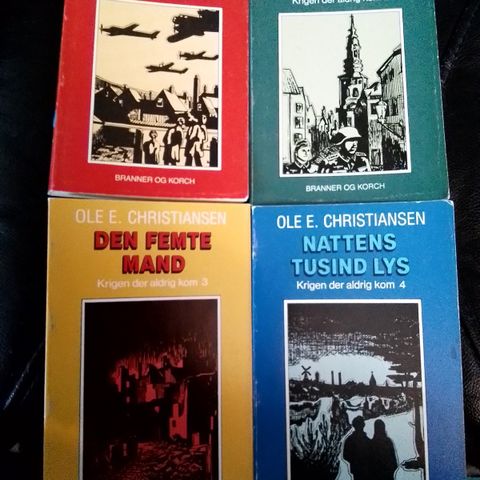 Krigen der aldrig kom
BRANNER OG KORCH
BRANNER OG KORCH
OLE E. CHRISTIANSEN
DEN FEMTE
MAND
Krigen der aldrig kom 3
OLE E. CHRISTIANSEN
NATTENS
TUSIND LYS
Krigen der aldrig kom 4